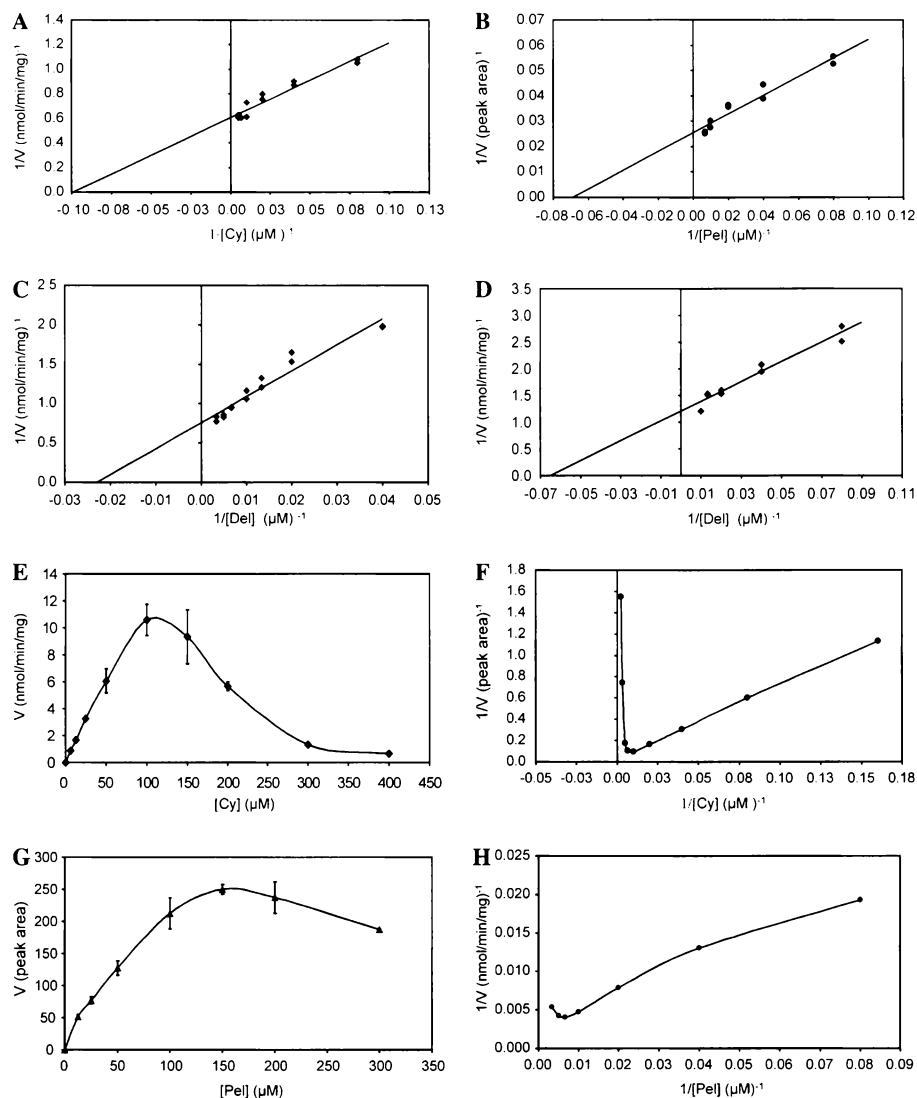 A
1/V (nmol/min/mg)-1
1.4
1.2
1.0
0.8
0.6
0.4
0.2
0.0
-0.10 -0.08 -0.05 -0.03 0.00 0.03 0.05 0.08 0.10 0.13
1/[Cy] (µM)-1
B
1/V (peak area)-1
0.07
0.06
0.05
0.04
0.03
0.02
0.01
0.00
-0.08 -0.06 -0.04 -0.02 0.00 0.02 0.04 0.06 0.08 0.10 0.12
1/[Pel] (µM)-1
C
1/V (nmol/min/mg)-1
2.5
2.0
1.5
1.0
0.5
0.0
-0.03 -0.02 -0.01 0.00 0.01 0.02 0.03 0.04 0.05
1/[Del] (µM)-1
D
1/V (nmol/min/mg)-1
3.5
3.0
2.5
2.0
1.5
1.0
0.5
0.0
-0.07 -0.05 -0.03 -0.01 0.01 0.03 0.05 0.07 0.09 0.11
1/[Del] (µM)-1
E
V (nmol/min/mg)
14
12
10
8
6
4
2
0
0 50 100 150 200 250 300 350 400 450
[Cy] (µM)
F
1/V (peak area)-1
1.8
1.6
1.4
1.2
1.0
0.8
0.6
0.4
0.2
0.0
-0.05 -0.03 0.00 0.03 0.05 0.08 0.10 0.13 0.15 0.18
1/[Cy] (µM)-1
G
V (peak area)
300
250
200
150
100
50
0
0 50 100 150 200 250 300 350
[Pel] (µM)
H
1/V (nmol/min/mg)-1
0.025
0.020
0.015
0.010
0.005
0.000
0.00 0.01 0.02 0.03 0.04 0.05 0.06 0.07 0.08 0.09
1/[Pel] (µM)-1